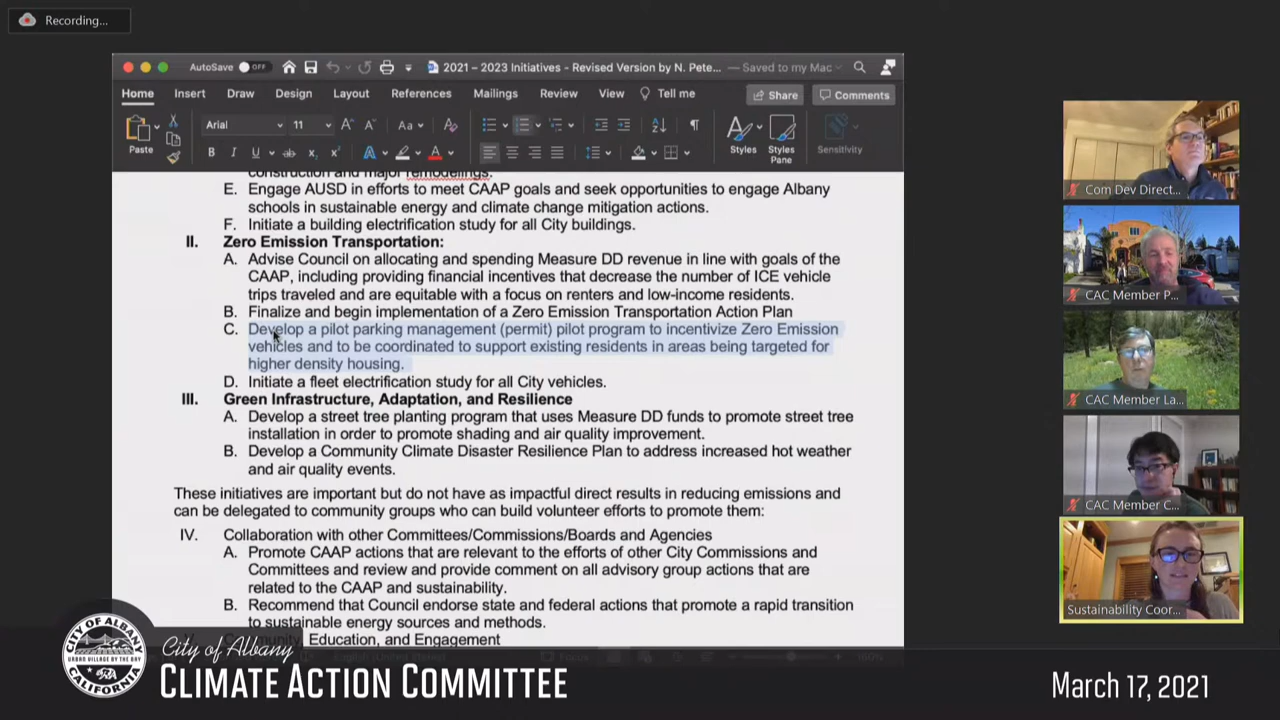 Recording...
AutoSave OFF 2021 – 2023 Initiatives - Revised Version by N. Pete... — Saved to my Mac
Home Insert Draw Design Layout References Mailings Review View Tell me Share Comments
Paste Arial 11 Aa Styles Styles Pane Sensitivity
construction and major remodelings.
E. Engage AUSD in efforts to meet CAAP goals and seek opportunities to engage Albany
schools in sustainable energy and climate change mitigation actions.
F. Initiate a building electrification study for all City buildings.
II. Zero Emission Transportation:
A. Advise Council on allocating and spending Measure DD revenue in line with goals of the
CAAP, including providing financial incentives that decrease the number of ICE vehicle
trips traveled and are equitable with a focus on renters and low-income residents.
B. Finalize and begin implementation of a Zero Emission Transportation Action Plan
C. Develop a pilot parking management (permit) pilot program to incentivize Zero Emission
vehicles and to be coordinated to support existing residents in areas being targeted for
higher density housing.
D. Initiate a fleet electrification study for all City vehicles.
III. Green Infrastructure, Adaptation, and Resilience
A. Develop a street tree planting program that uses Measure DD funds to promote street tree
installation in order to promote shading and air quality improvement.
B. Develop a Community Climate Disaster Resilience Plan to address increased hot weather
and air quality events.
These initiatives are important but do not have as impactful direct results in reducing emissions and
can be delegated to community groups who can build volunteer efforts to promote them:
IV. Collaboration with other Committees/Commissions/Boards and Agencies
A. Promote CAAP actions that are relevant to the efforts of other City Commissions and
Committees and review and provide comment on all advisory group actions that are
related to the CAAP and sustainability.
B. Recommend that Council endorse state and federal actions that promote a rapid transition
to sustainable energy sources and methods.
Education, and Engagement
Com Dev Direct...
CAC Member P...
CAC Member La...
CAC Member C...
Sustainability Coor...
CITY OF ALBANY
URBAN VILLAGE BY THE BAY
CALIFORNIA
City of Albany
CLIMATE ACTION COMMITTEE
March 17, 2021